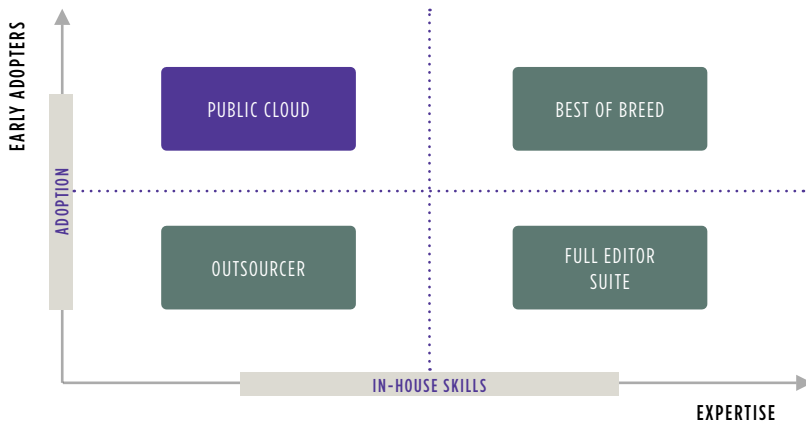 EARLY ADOPTERS
ADOPTION
PUBLIC CLOUD
BEST OF BREED
OUTSOURCER
FULL EDITOR
SUITE
IN-HOUSE SKILLS
EXPERTISE